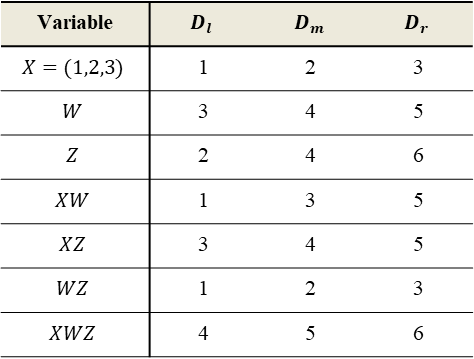 Variable D_l D_m D_r
X = (1,2,3) 1 2 3
W 3 4 5
Z 2 4 6
XW 1 3 5
XZ 3 4 5
WZ 1 2 3
XWZ 4 5 6